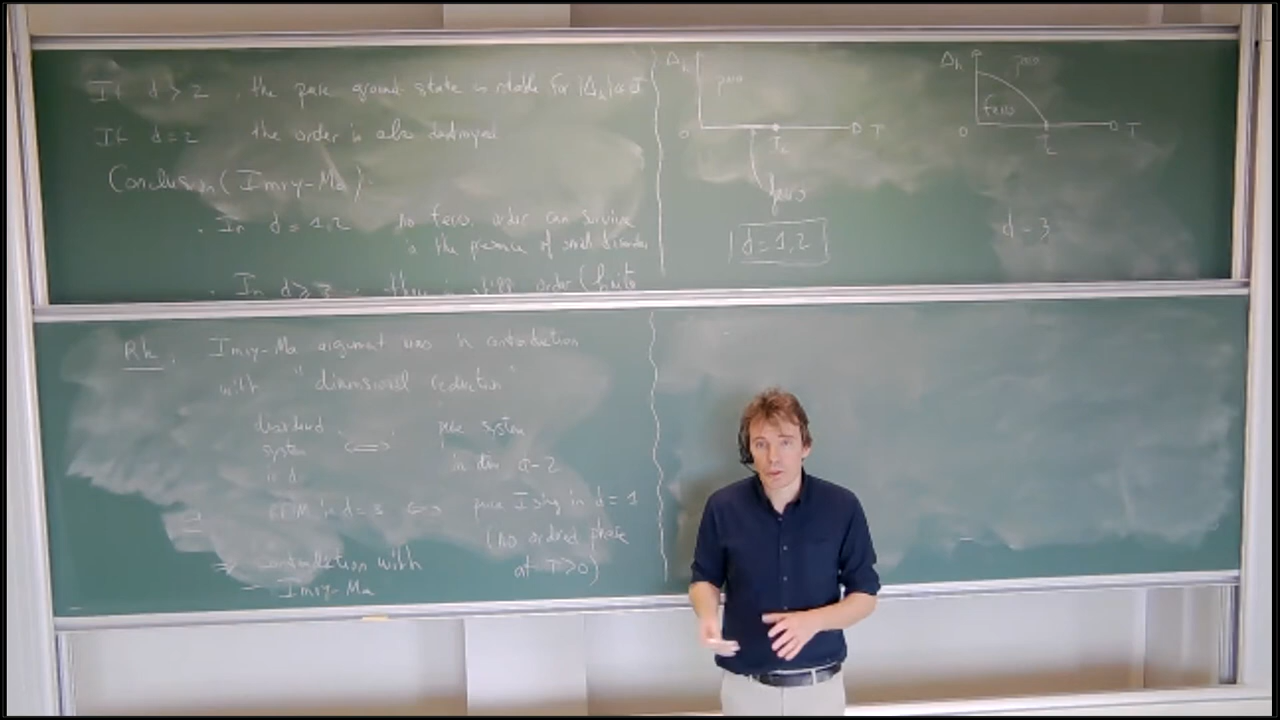 If d > 2, the pure ground state is stable for |Δh| ≪ J
If d = 2 the order is also destroyed
Conclusion (Imry-Ma):
. In d = 1,2 no ferro. order can survive
in the presence of small disorder
. In d ≥ 3 there is still order (finite
Δh
para
0
T
Tc
ferro
d = 1,2
Δh
para
ferro
0
T
Tc
d = 3
Rk. Imry-Ma argument was in contradiction
with "dimensional reduction"
disordered
system
in d
⟺
pure system
in dim d-2
in d = 3 ⟺ pure Ising in d = 1
(no ordered phase
at T>0)
⇒ contradiction with
Imry-Ma